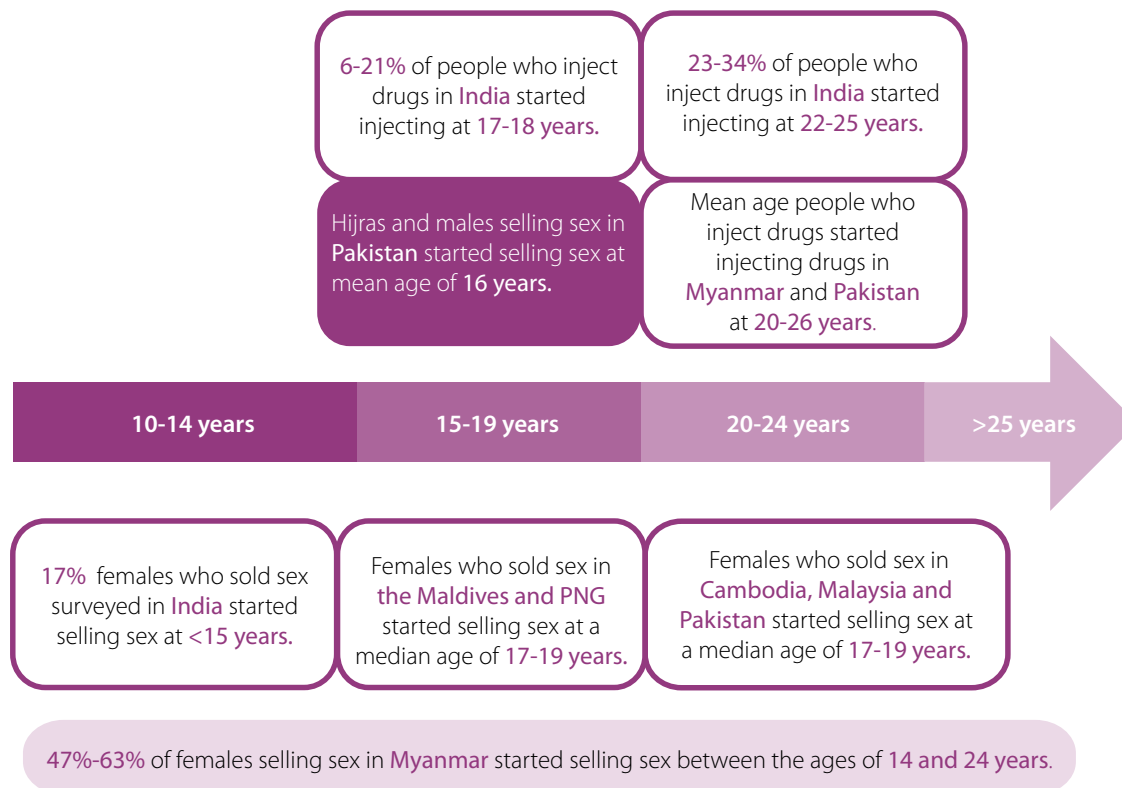 6-21% of people who inject
drugs in India started
injecting at 17-18 years.
23-34% of people who
inject drugs in India started
injecting at 22-25 years.
Hijras and males selling sex in
Pakistan started selling sex at
mean age of 16 years.
Mean age people who
inject drugs started
injecting drugs in
Myanmar and Pakistan
at 20-26 years.
10-14 years
15-19 years
20-24 years
>25 years
17% females who sold sex
surveyed in India started
selling sex at <15 years.
Females who sold sex in
the Maldives and PNG
started selling sex at a
median age of 17-19 years.
Females who sold sex in
Cambodia, Malaysia and
Pakistan started selling sex at
a median age of 17-19 years.
47%-63% of females selling sex in Myanmar started selling sex between the ages of 14 and 24 years.